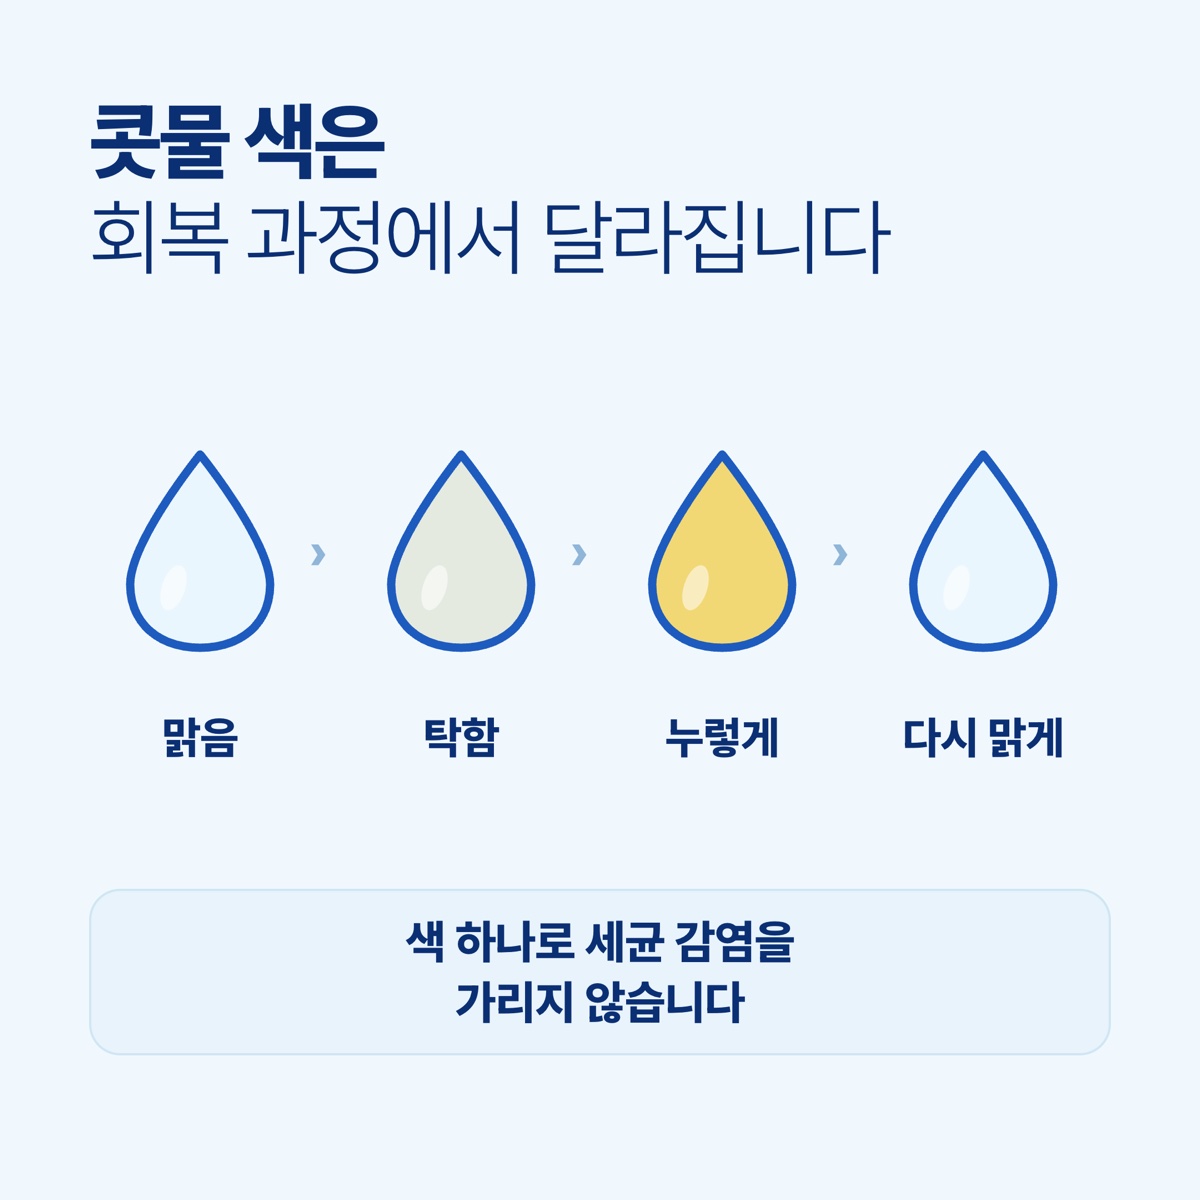 콧물 색은
회복 과정에서 달라집니다
맑음 › 탁함 › 누렇게 › 다시 맑게
색 하나로 세균 감염을
가리지 않습니다